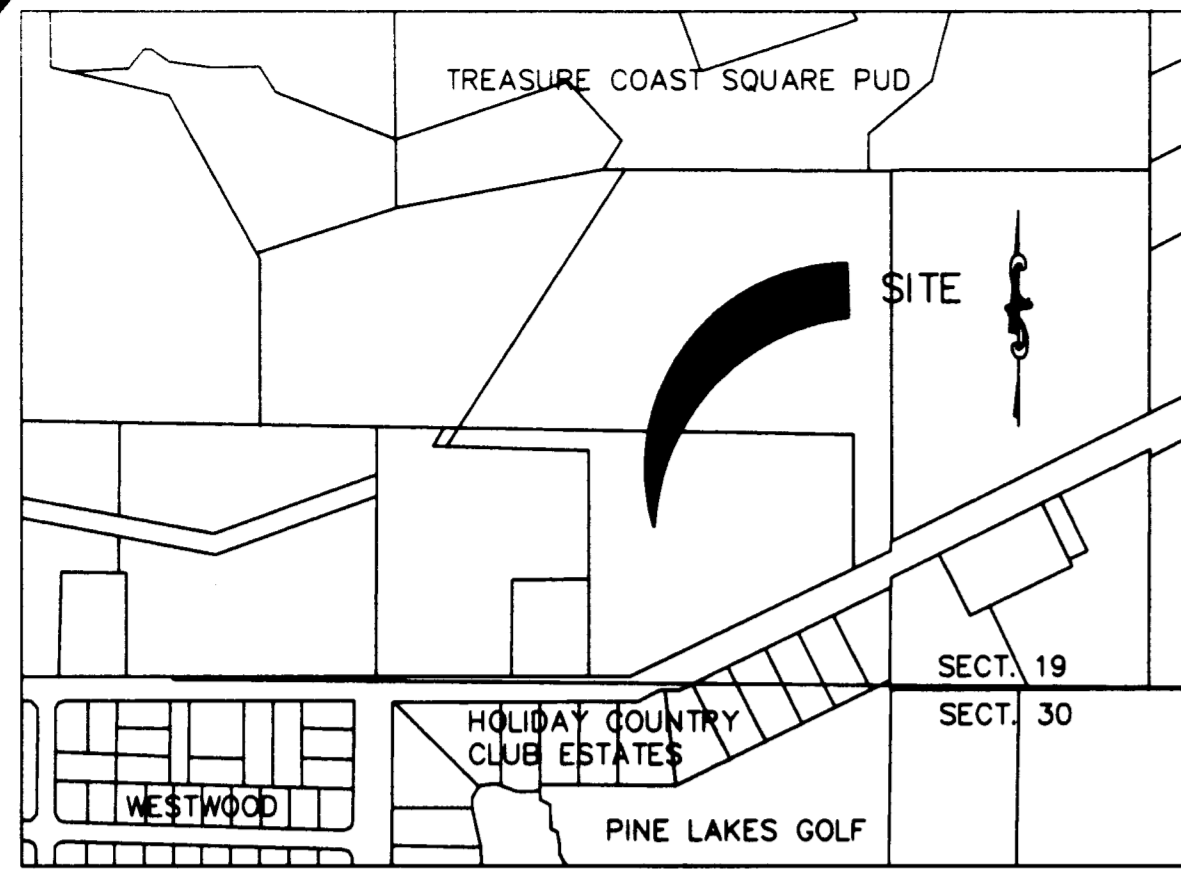 TREASURE COAST SQUARE PUD
SITE
SECT. 19
SECT. 30
HOLIDAY COUNTRY
CLUB ESTATES
WESTWOOD
PINE LAKES GOLF